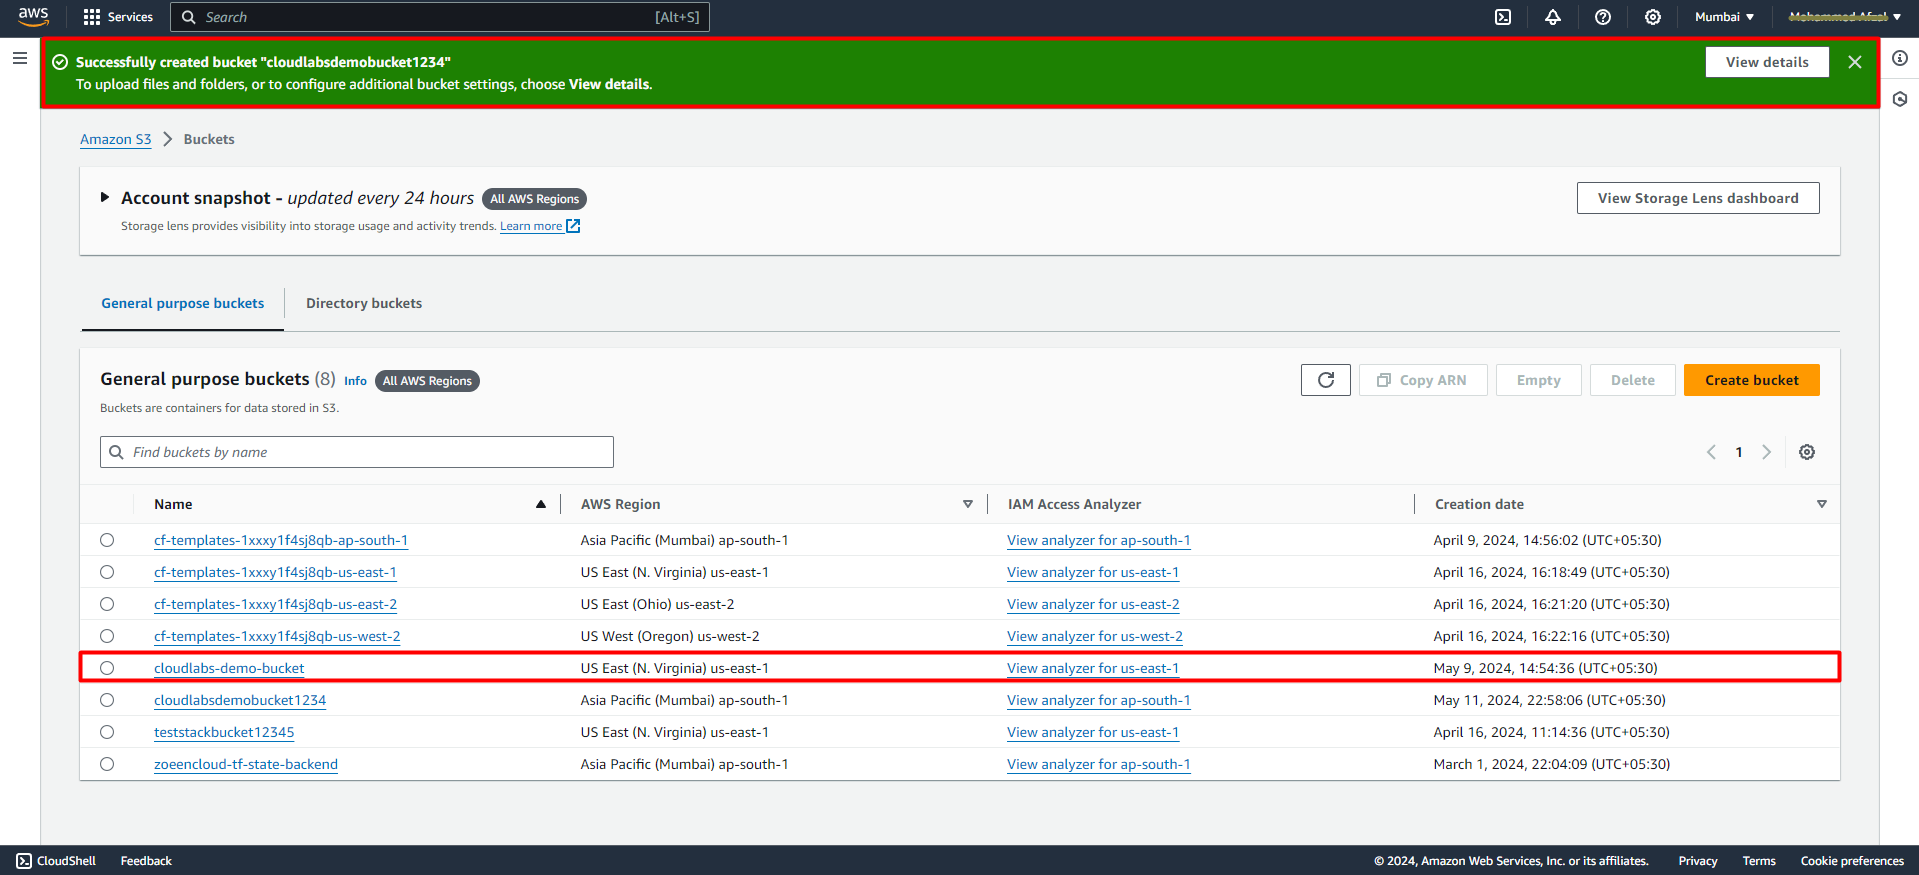 aws Services Search [Alt+S] Mumbai
Successfully created bucket "cloudlabsdemobucket1234"
To upload files and folders, or to configure additional bucket settings, choose View details.
View details
Amazon S3 > Buckets
Account snapshot - updated every 24 hours All AWS Regions
Storage lens provides visibility into storage usage and activity trends. Learn more
View Storage Lens dashboard
General purpose buckets Directory buckets
General purpose buckets (8) Info All AWS Regions
Buckets are containers for data stored in S3.
Copy ARN Empty Delete Create bucket
Find buckets by name
1
Name AWS Region IAM Access Analyzer Creation date
cf-templates-1xxxy1f4sj8qb-ap-south-1 Asia Pacific (Mumbai) ap-south-1 View analyzer for ap-south-1 April 9, 2024, 14:56:02 (UTC+05:30)
cf-templates-1xxxy1f4sj8qb-us-east-1 US East (N. Virginia) us-east-1 View analyzer for us-east-1 April 16, 2024, 16:18:49 (UTC+05:30)
cf-templates-1xxxy1f4sj8qb-us-east-2 US East (Ohio) us-east-2 View analyzer for us-east-2 April 16, 2024, 16:21:20 (UTC+05:30)
cf-templates-1xxxy1f4sj8qb-us-west-2 US West (Oregon) us-west-2 View analyzer for us-west-2 April 16, 2024, 16:22:16 (UTC+05:30)
cloudlabs-demo-bucket US East (N. Virginia) us-east-1 View analyzer for us-east-1 May 9, 2024, 14:54:36 (UTC+05:30)
cloudlabsdemobucket1234 Asia Pacific (Mumbai) ap-south-1 View analyzer for ap-south-1 May 11, 2024, 22:58:06 (UTC+05:30)
teststackbucket12345 US East (N. Virginia) us-east-1 View analyzer for us-east-1 April 16, 2024, 11:14:36 (UTC+05:30)
zoeencloud-tf-state-backend Asia Pacific (Mumbai) ap-south-1 View analyzer for ap-south-1 March 1, 2024, 22:04:09 (UTC+05:30)
CloudShell Feedback © 2024, Amazon Web Services, Inc. or its affiliates. Privacy Terms Cookie preferences